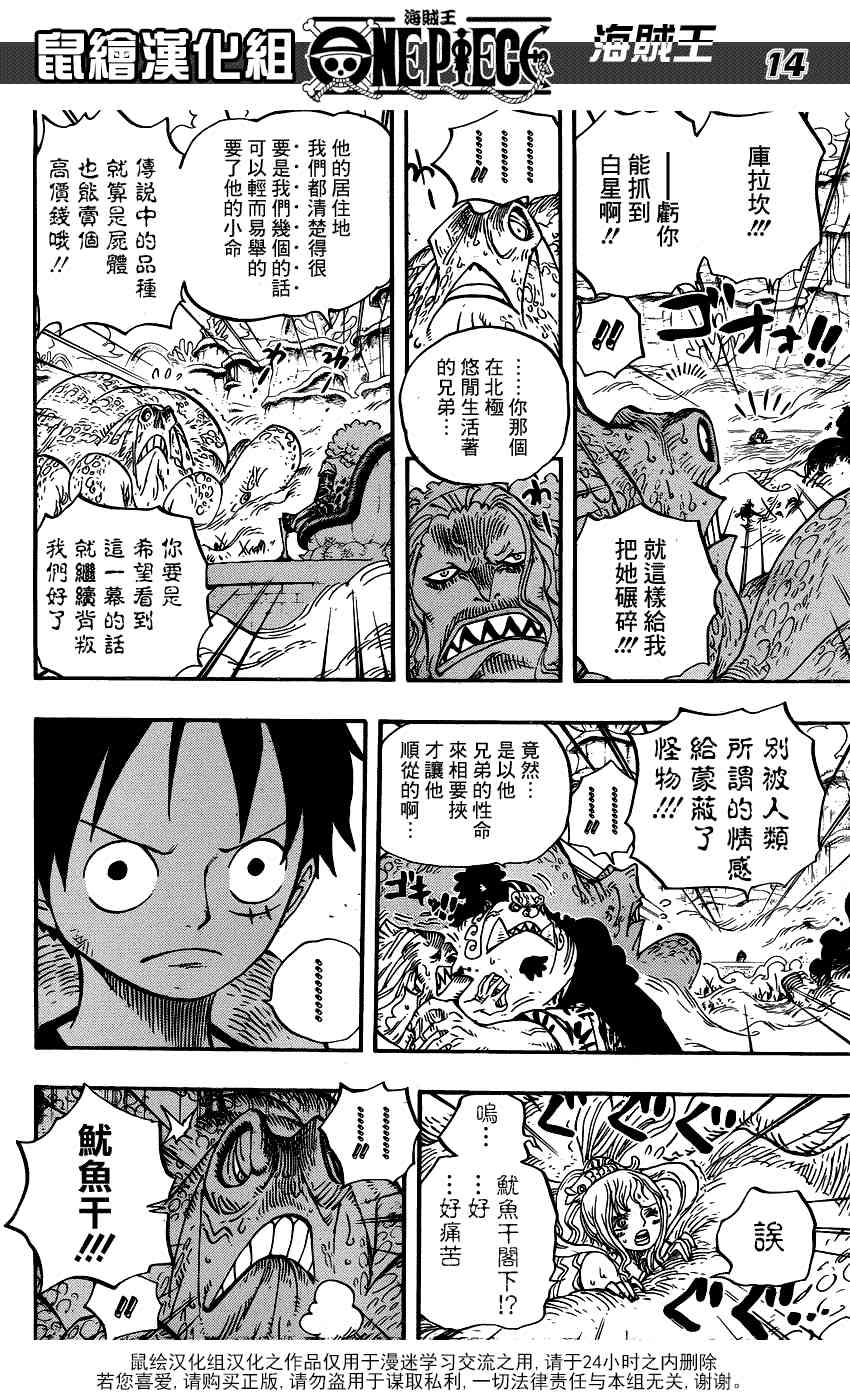 鼠繪漢化組
海賊王
ONE PIECE
海賊王
14
庫拉坎!!!
——虧你
能抓到
白星啊!!
!!
ゴオオオ!!
就這樣給我
把她碾碎!!!
………!!
……你那個
在北極
悠閒生活著
的兄弟…
他的居住地
我們都清楚得很
要是我們幾個的話
可以輕而易舉的
要了他的小命
傳說中的品種
就算是屍體
也能賣個
高價錢哦!!
你要是
希望看到
這一幕的話
就繼續背叛
我們好了
別被人類
所謂的情感
給蒙蔽了
怪物!!!
………!!
竟然…
是以他
兄弟的性命
來相要挾
才讓他
順從的啊…
ゴキ!
…………
誒
ぐぐぐ
ぐぐぐ
嗚…
…好
…好痛苦
魷魚干閣下!?
………!!
魷魚干!!!
!!
鼠绘汉化组汉化之作品仅用于漫迷学习交流之用, 请于24小时之内删除
若您喜爱, 请购买正版, 请勿盗用于谋取私利, 一切法律责任与本组无关, 谢谢。